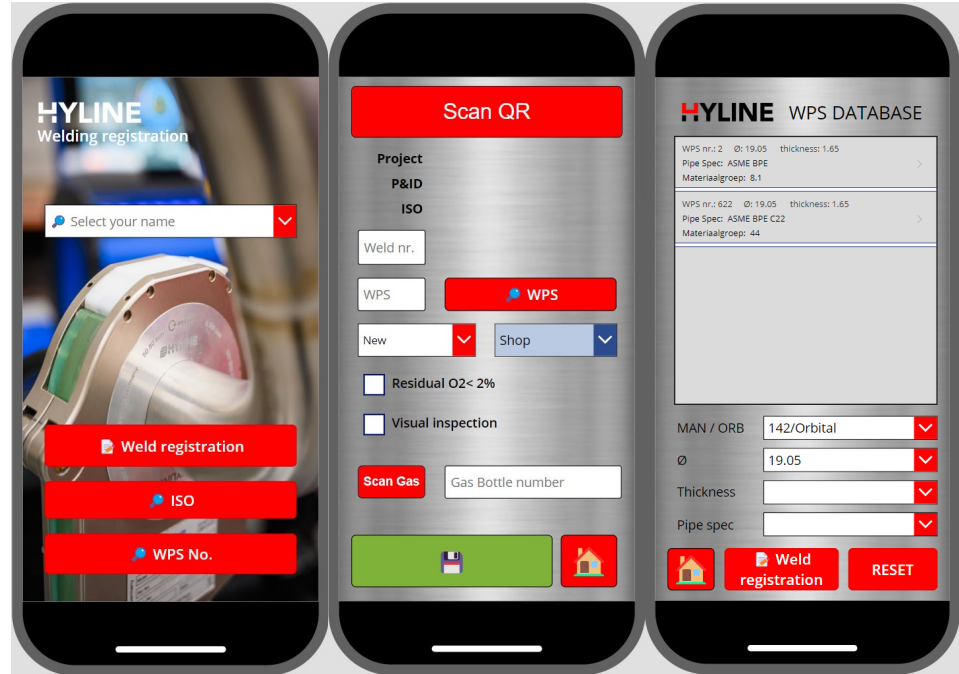 HYLINE
Welding registration
Select your name
Weld registration
ISO
WPS No.
Scan QR
Project
P&ID
ISO
Weld nr.
WPS
WPS
New
Shop
Residual O2< 2%
Visual inspection
Scan Gas
Gas Bottle number
HYLINE WPS DATABASE
WPS nr.: 2 Ø: 19.05 thickness: 1.65
Pipe Spec: ASME BPE
Materiaalgroep: 8.1
WPS nr.: 622 Ø: 19.05 thickness: 1.65
Pipe Spec: ASME BPE C22
Materiaalgroep: 44
MAN / ORB 142/Orbital
Ø 19.05
Thickness
Pipe spec
Weld
registration
RESET